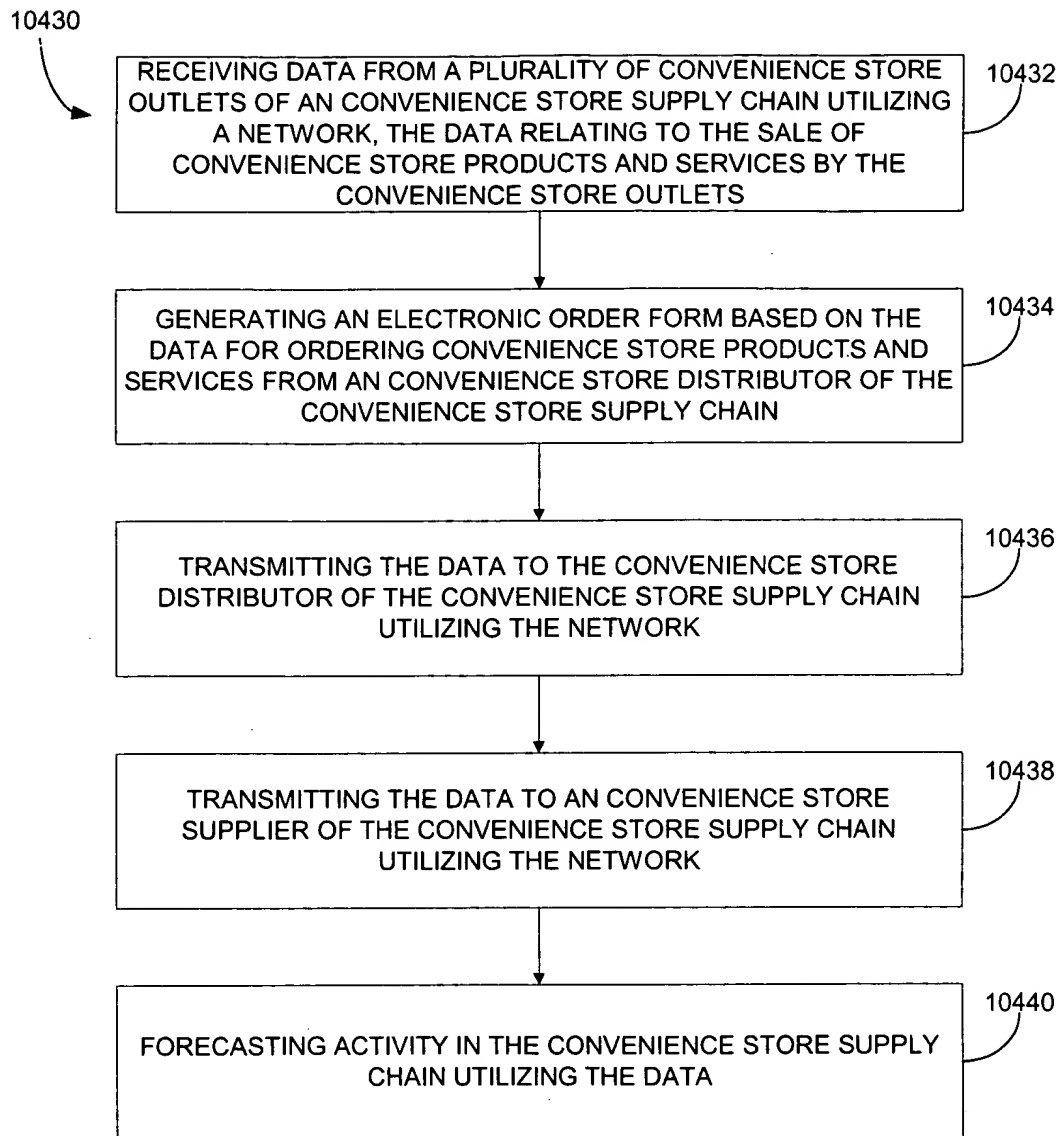 10430
RECEIVING DATA FROM A PLURALITY OF CONVENIENCE STORE
OUTLETS OF AN CONVENIENCE STORE SUPPLY CHAIN UTILIZING
A NETWORK, THE DATA RELATING TO THE SALE OF
CONVENIENCE STORE PRODUCTS AND SERVICES BY THE
CONVENIENCE STORE OUTLETS
10432
GENERATING AN ELECTRONIC ORDER FORM BASED ON THE
DATA FOR ORDERING CONVENIENCE STORE PRODUCTS AND
SERVICES FROM AN CONVENIENCE STORE DISTRIBUTOR OF THE
CONVENIENCE STORE SUPPLY CHAIN
10434
TRANSMITTING THE DATA TO THE CONVENIENCE STORE
DISTRIBUTOR OF THE CONVENIENCE STORE SUPPLY CHAIN
UTILIZING THE NETWORK
10436
TRANSMITTING THE DATA TO AN CONVENIENCE STORE
SUPPLIER OF THE CONVENIENCE STORE SUPPLY CHAIN
UTILIZING THE NETWORK
10438
FORECASTING ACTIVITY IN THE CONVENIENCE STORE SUPPLY
CHAIN UTILIZING THE DATA
10440